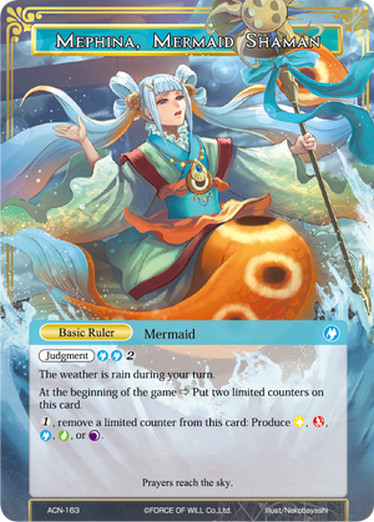 Mephina, Mermaid Shaman
Basic Ruler
Mermaid
Judgment 2
The weather is rain during your turn.
At the beginning of the game ⇨ Put two limited counters on
this card.
1, remove a limited counter from this card: Produce , ,
, , or .
Prayers reach the sky.
ACN-163
©FORCE OF WILL Co.,Ltd.
Illust/Nekobayashi